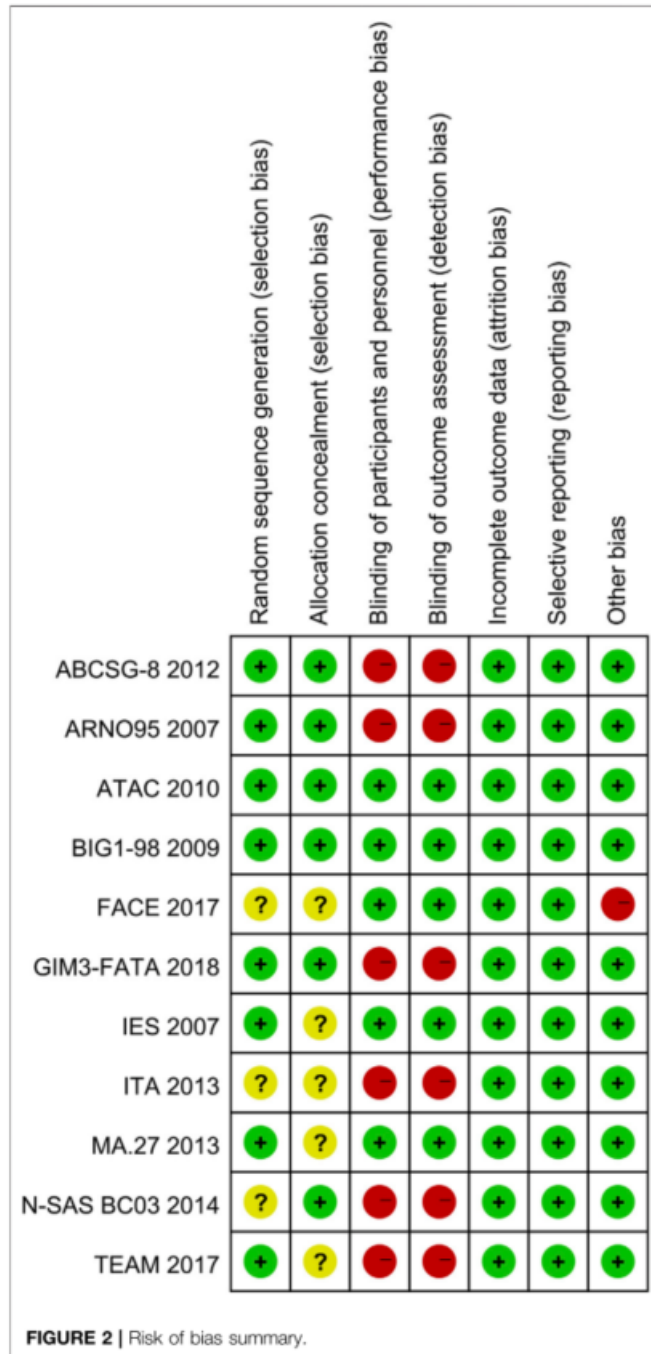 Random sequence generation (selection bias)
Allocation concealment (selection bias)
Blinding of participants and personnel (performance bias)
Blinding of outcome assessment (detection bias)
Incomplete outcome data (attrition bias)
Selective reporting (reporting bias)
Other bias
ABCSG-8 2012 + + - - + + +
ARNO95 2007 + + - - + + +
ATAC 2010 + + + + + + +
BIG1-98 2009 + + + + + + +
FACE 2017 ? ? + + + + -
GIM3-FATA 2018 + + - - + + +
IES 2007 + ? + + + + +
ITA 2013 ? ? - - + + +
MA.27 2013 + ? + + + + +
N-SAS BC03 2014 ? + - - + + +
TEAM 2017 + ? - - + + +
FIGURE 2 | Risk of bias summary.